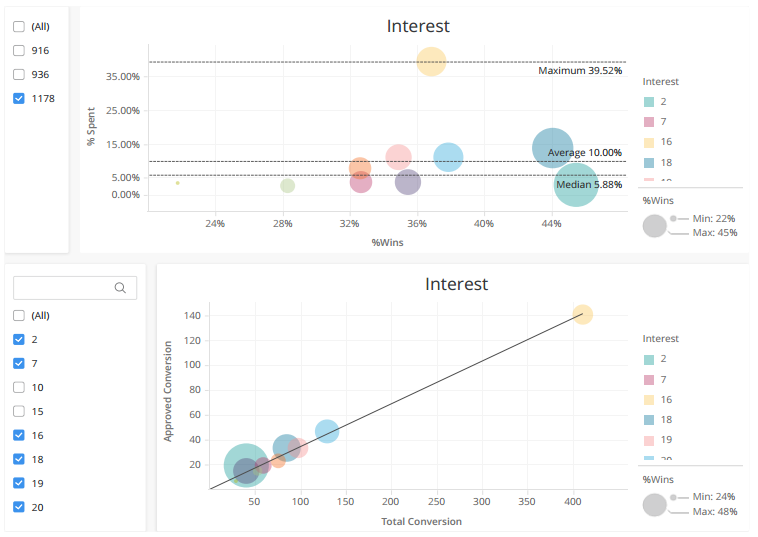 (All)
916
936
1178
Interest
35.00%
25.00%
15.00%
5.00%
0.00%
% Spent
Maximum 39.52%
Average 10.00%
Median 5.88%
24%
28%
32%
36%
40%
44%
%Wins
Interest
2
7
16
18
%Wins
Min: 22%
Max: 45%
(All)
2
7
10
15
16
18
19
20
Interest
140
120
100
80
60
40
20
Approved Conversion
50
100
150
200
250
300
350
400
Total Conversion
Interest
2
7
16
18
19
%Wins
Min: 24%
Max: 48%